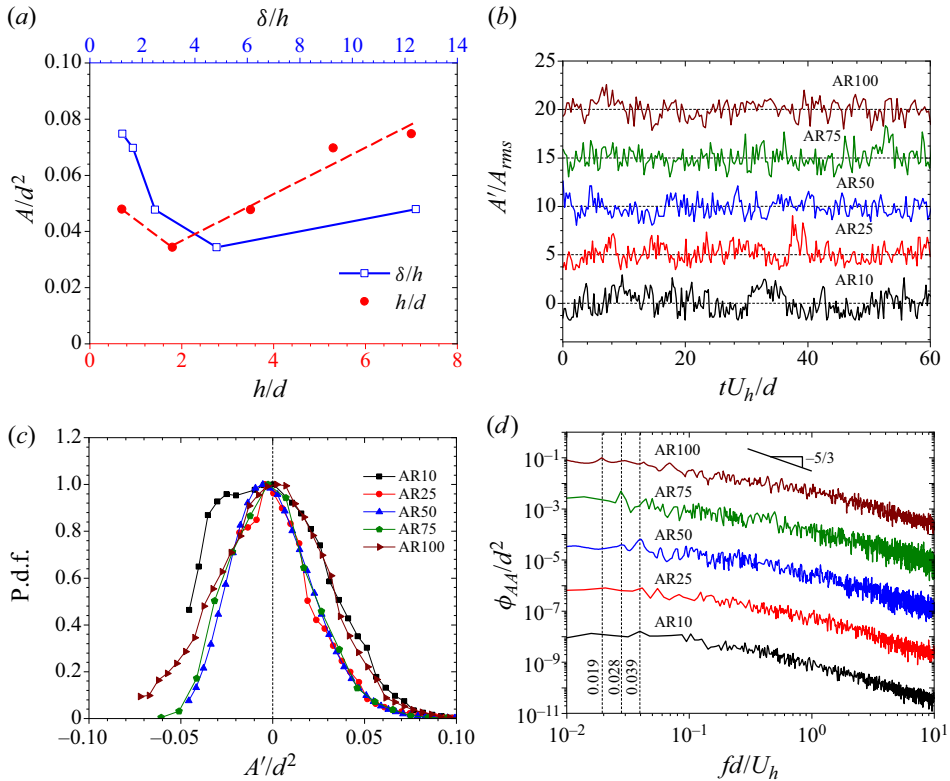 (a)
δ/h
0 2 4 6 8 10 12 14
0.10
0.08
0.06
0.04
0.02
0
A/d²
δ/h
h/d
0 2 4 6 8
h/d
(b)
25
20
15
10
5
0
A′/A_rms
AR100
AR75
AR50
AR25
AR10
0 20 40 60
tU_h/d
(c)
1.2
1.0
0.8
0.6
0.4
0.2
0
P.d.f.
AR10
AR25
AR50
AR75
AR100
−0.10 −0.05 0 0.05 0.10
A′/d²
(d)
10⁻¹
10⁻³
10⁻⁵
10⁻⁷
10⁻⁹
10⁻¹¹
ϕ_AA/d²
−5/3
AR100
AR75
AR50
AR25
AR10
0.019
0.028
0.039
10⁻² 10⁻¹ 10⁰ 10¹
fd/U_h